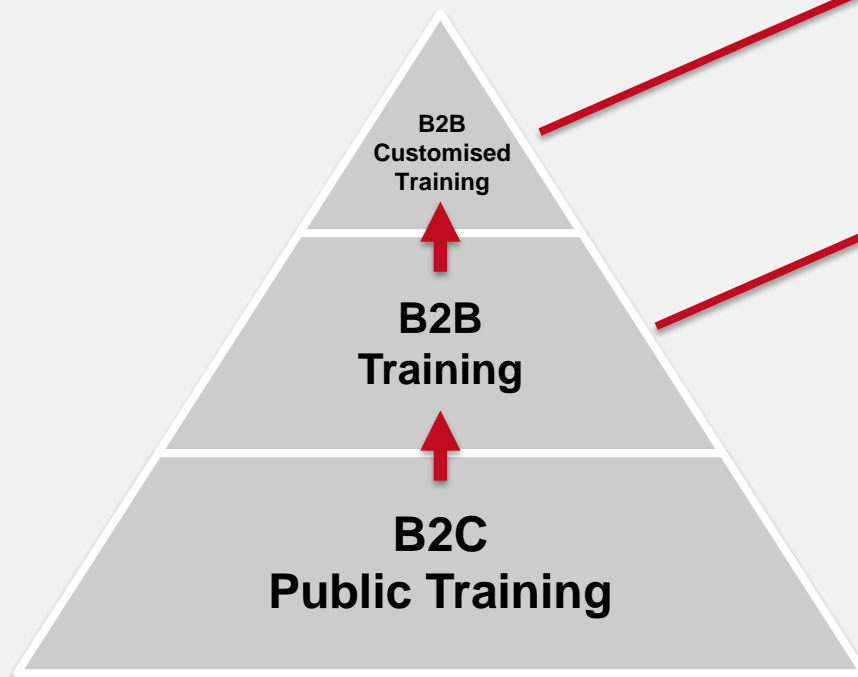 B2B
Customised
Training
B2B
Training
B2C
Public Training